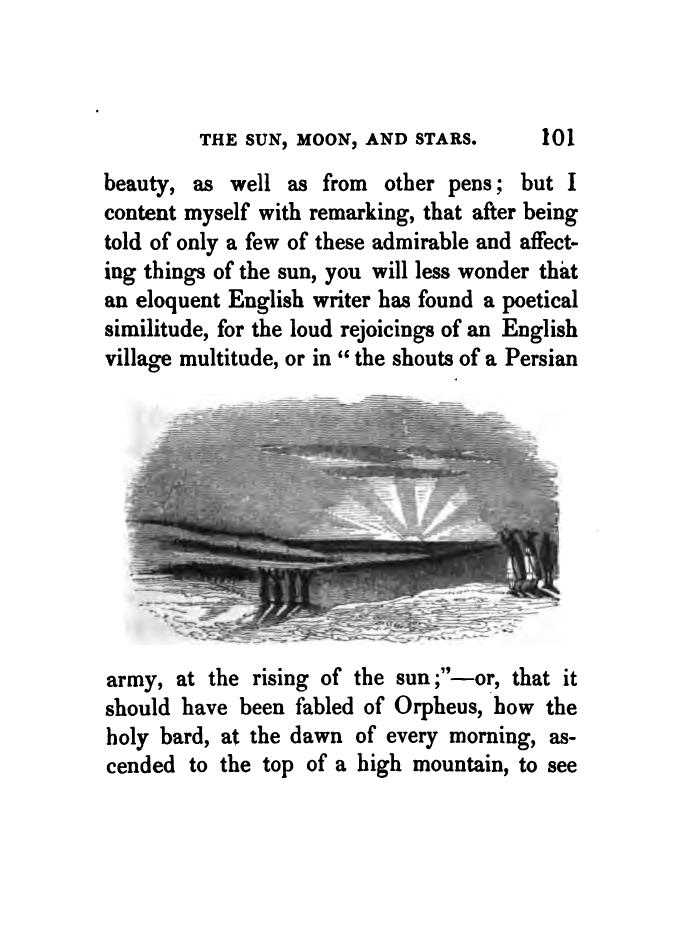 THE SUN, MOON, AND STARS. 101
beauty, as well as from other pens; but I
content myself with remarking, that after being
told of only a few of these admirable and affect-
ing things of the sun, you will less wonder that
an eloquent English writer has found a poetical
similitude, for the loud rejoicings of an English
village multitude, or in “the shouts of a Persian
army, at the rising of the sun;”—or, that it
should have been fabled of Orpheus, how the
holy bard, at the dawn of every morning, as-
cended to the top of a high mountain, to see